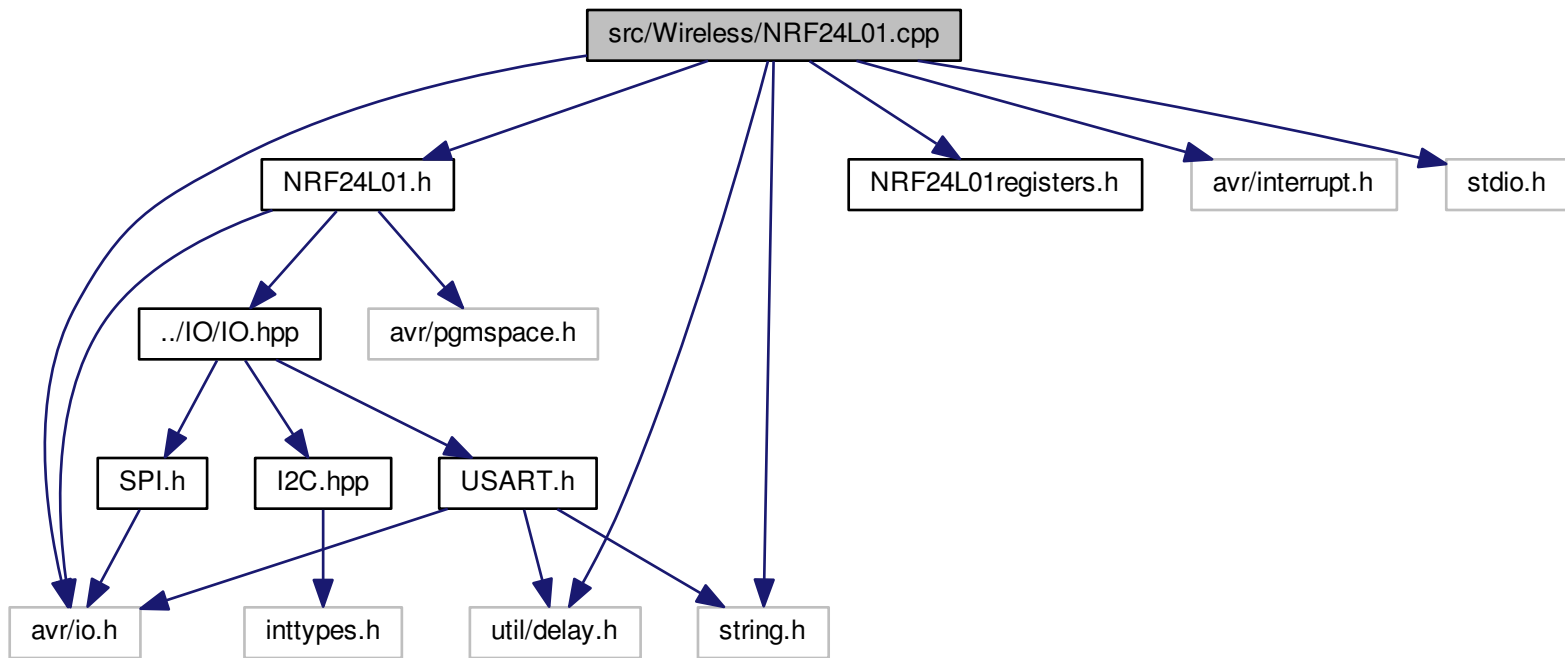 src/Wireless/NRF24L01.cpp
NRF24L01.h
NRF24L01registers.h
avr/interrupt.h
stdio.h
../IO/IO.hpp
avr/pgmspace.h
SPI.h
I2C.hpp
USART.h
avr/io.h
inttypes.h
util/delay.h
string.h